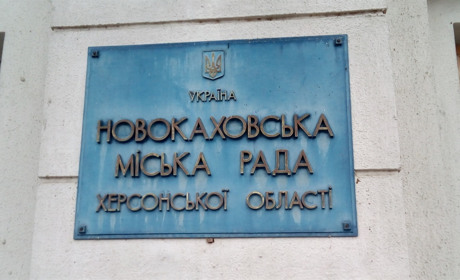 УКРАЇНА
НОВОКАХОВСЬКА
МІСЬКА РАДА
ХЕРСОНСЬКОЇ ОБЛАСТІ